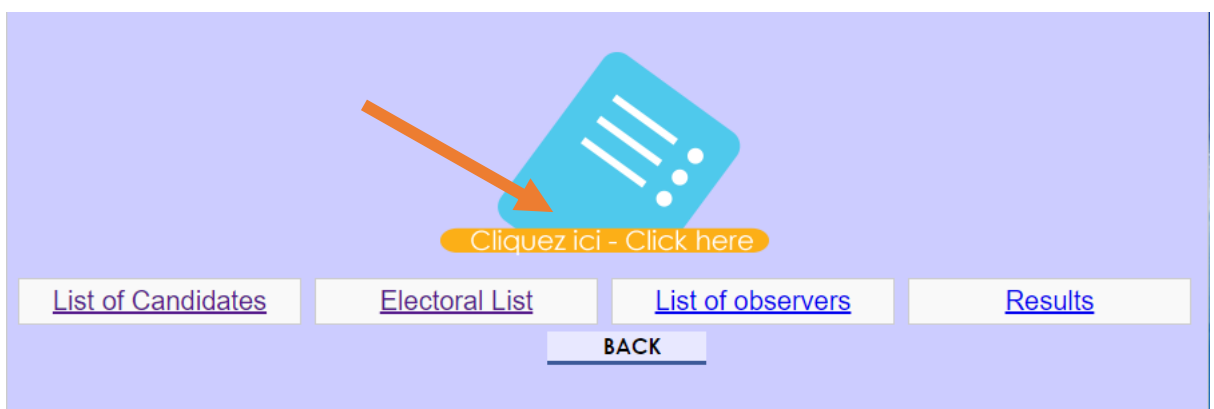 Cliquez ici - Click here
List of Candidates Electoral List List of observers Results
BACK